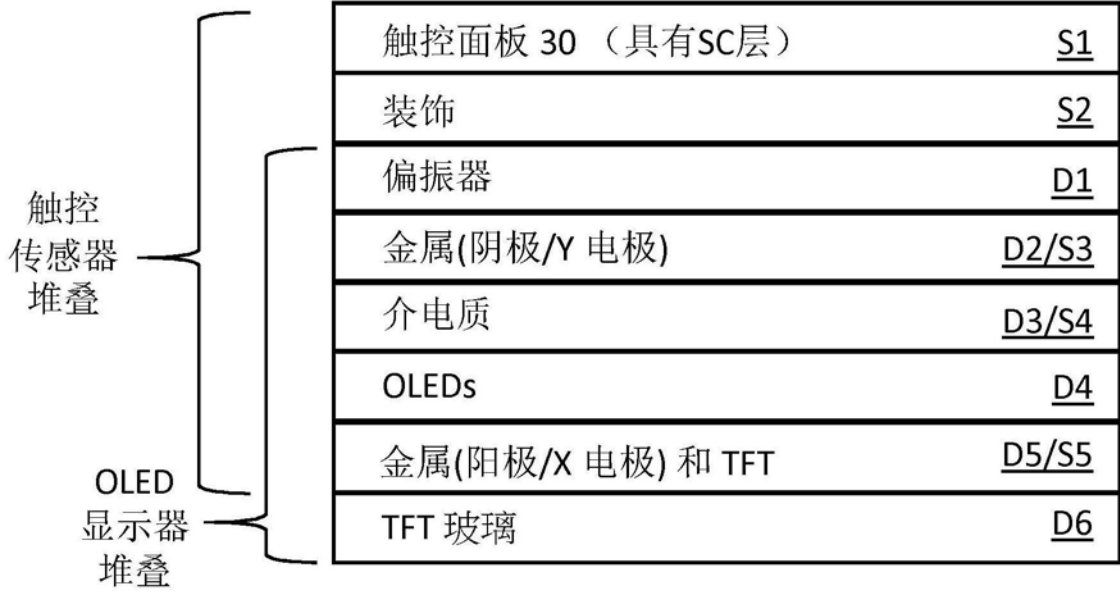 触控面板 30 （具有SC层） S1
装饰 S2
偏振器 D1
金属(阴极/Y 电极) D2/S3
介电质 D3/S4
OLEDs D4
金属(阳极/X 电极) 和 TFT D5/S5
TFT 玻璃 D6
触控
传感器
堆叠
OLED
显示器
堆叠